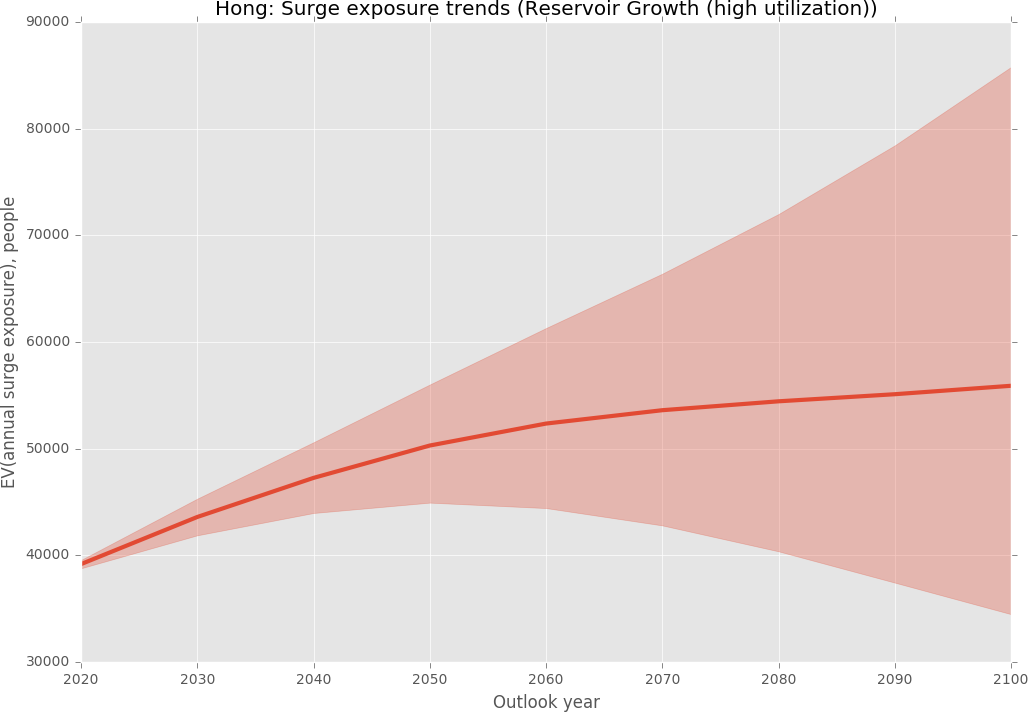 Hong: Surge exposure trends (Reservoir Growth (high utilization))
EV(annual surge exposure), people
90000
80000
70000
60000
50000
40000
30000
2020 2030 2040 2050 2060 2070 2080 2090 2100
Outlook year